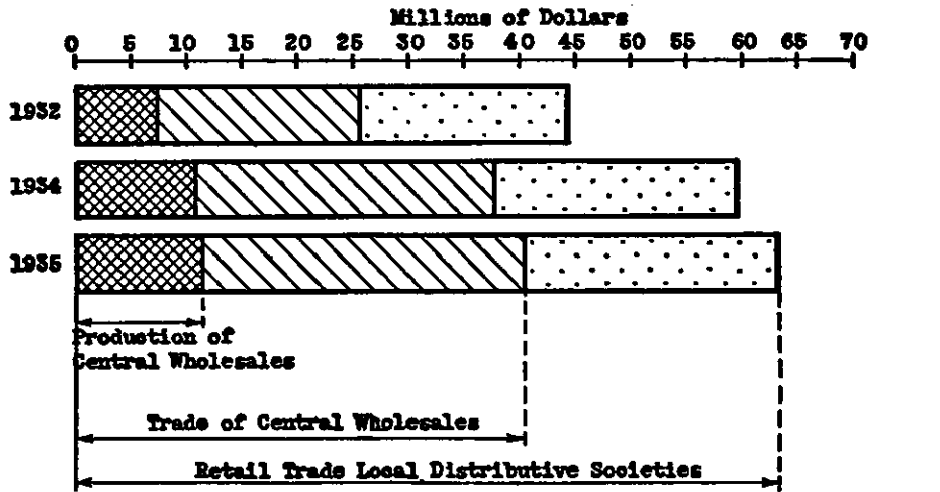 Millions of Dollars
0 5 10 15 20 25 30 35 40 45 50 55 60 65 70
1932
1934
1935
Production of
Central Wholesales
Trade of Central Wholesales
Retail Trade Local Distributive Societies